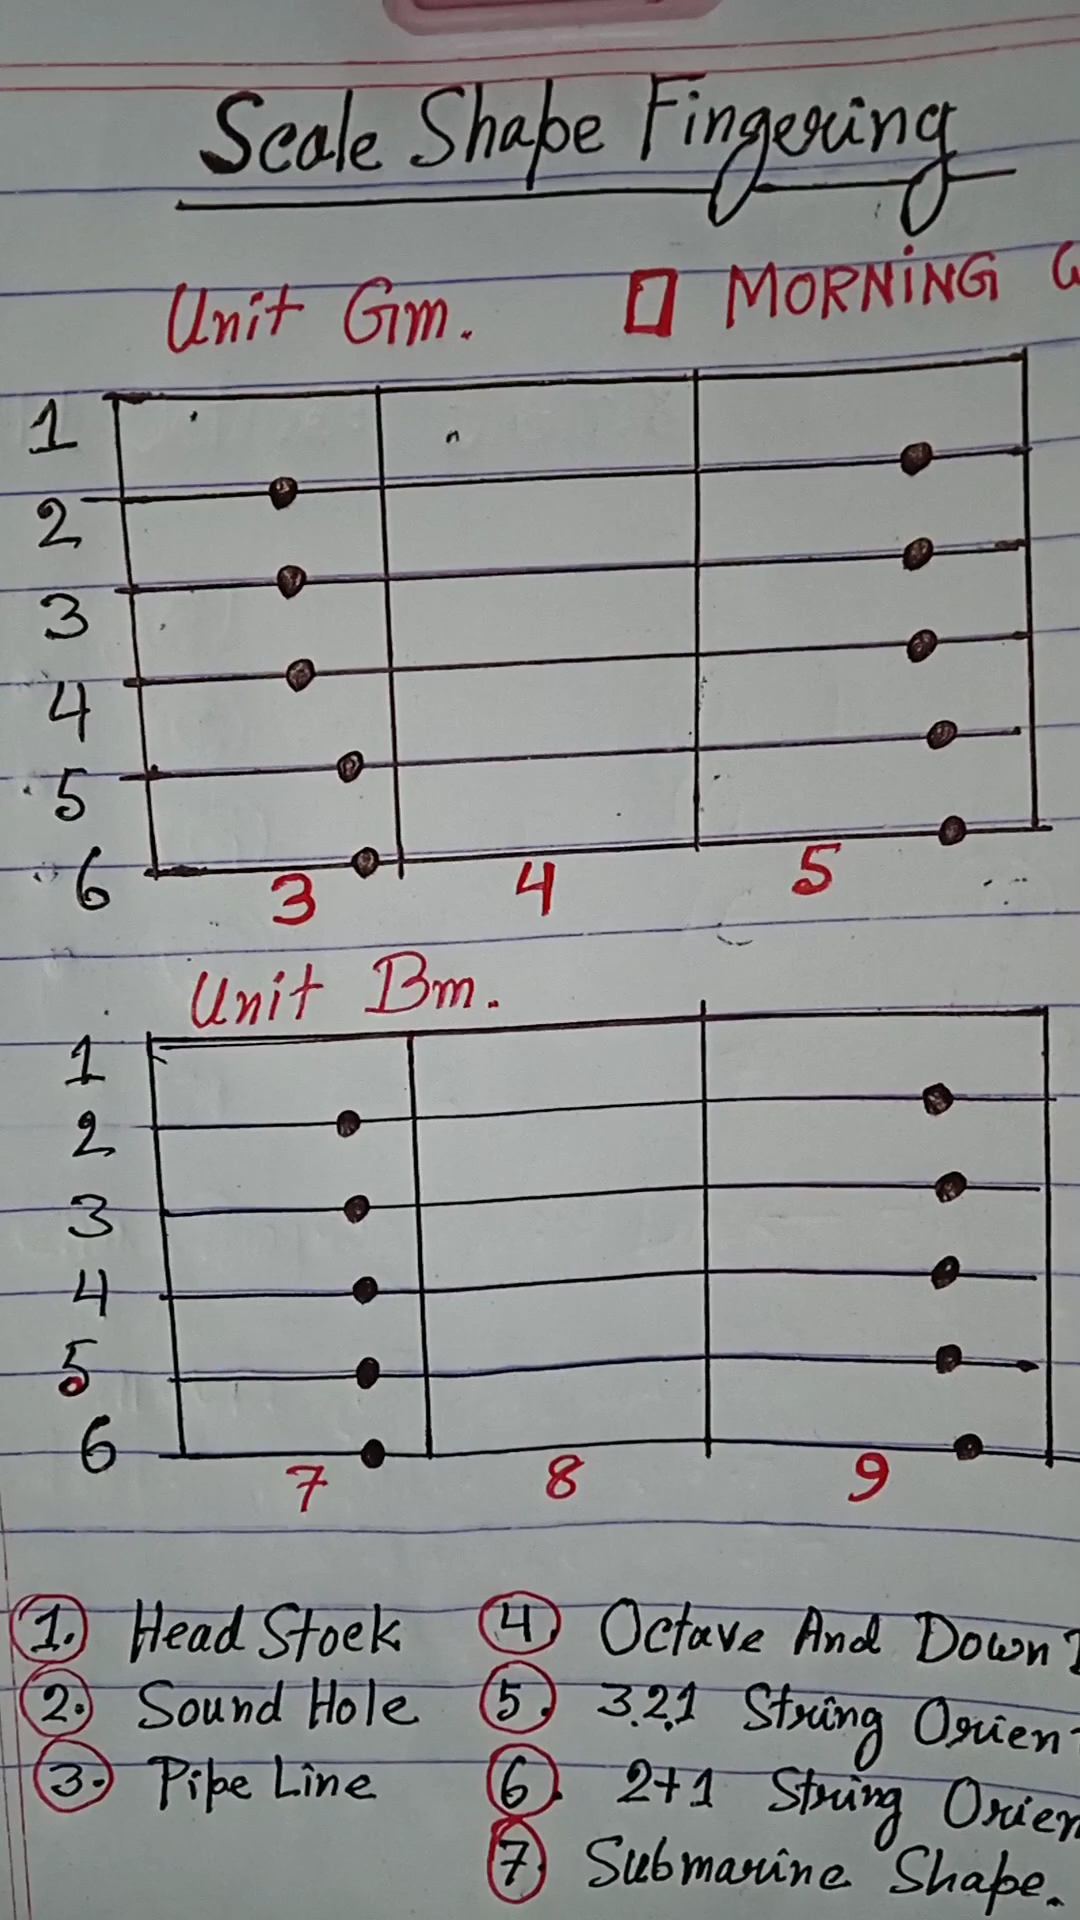 Scale Shape Fingering
Unit Gm. MORNING
1
2
3
4
5
6
3 4 5
Unit Bm.
1
2
3
4
5
6
7 8 9
1. Head Stock 4. Octave And Down
2. Sound Hole 5. 3.2.1 String
3. Pipe Line 6. 2+1 String
7. Submarine Shape.